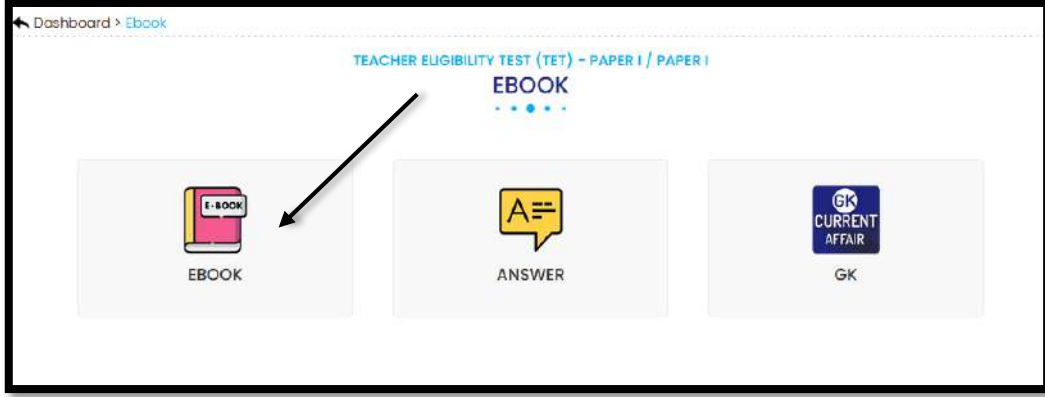 Dashboard > Ebook
TEACHER ELIGIBILITY TEST (TET) - PAPER I / PAPER I
EBOOK
E-BOOK
EBOOK
A
ANSWER
GK
CURRENT
AFFAIR
GK